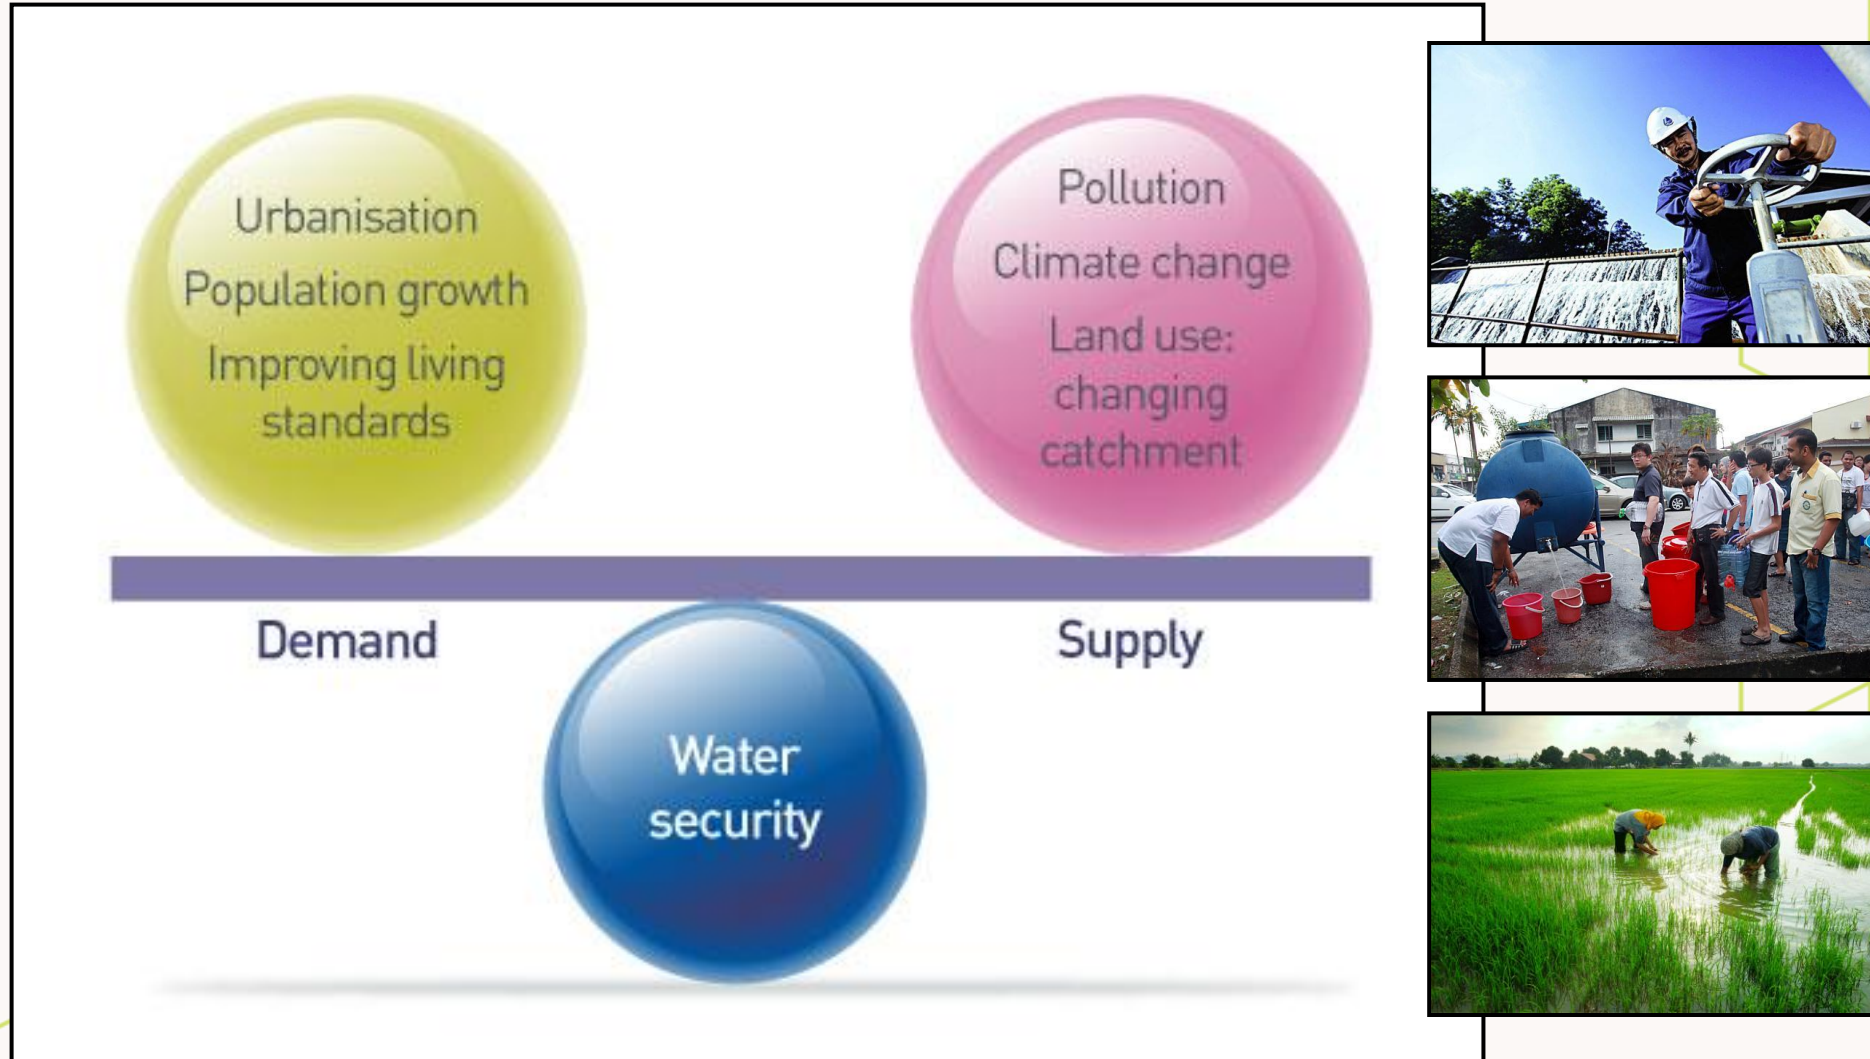 Urbanisation
Population growth
Improving living
standards
Pollution
Climate change
Land use:
changing
catchment
Demand
Supply
Water
security